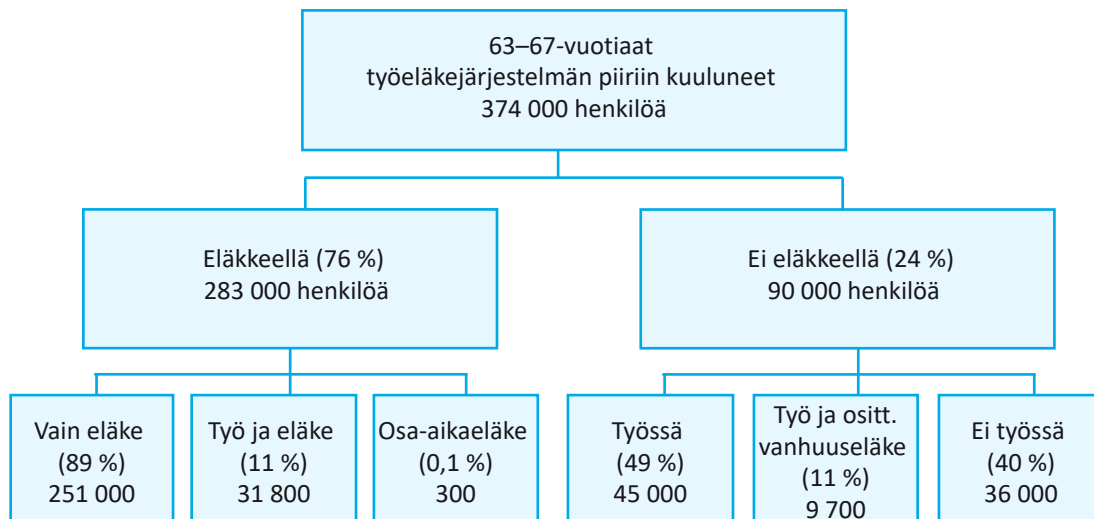 63–67-vuotiaat
työeläkejärjestelmän piiriin kuuluneet
374 000 henkilöä
Eläkkeellä (76 %)
283 000 henkilöä
Ei eläkkeellä (24 %)
90 000 henkilöä
Vain eläke
(89 %)
251 000
Työ ja eläke
(11 %)
31 800
Osa-aikaeläke
(0,1 %)
300
Työssä
(49 %)
45 000
Työ ja ositt.
vanhuuseläke
(11 %)
9 700
Ei työssä
(40 %)
36 000